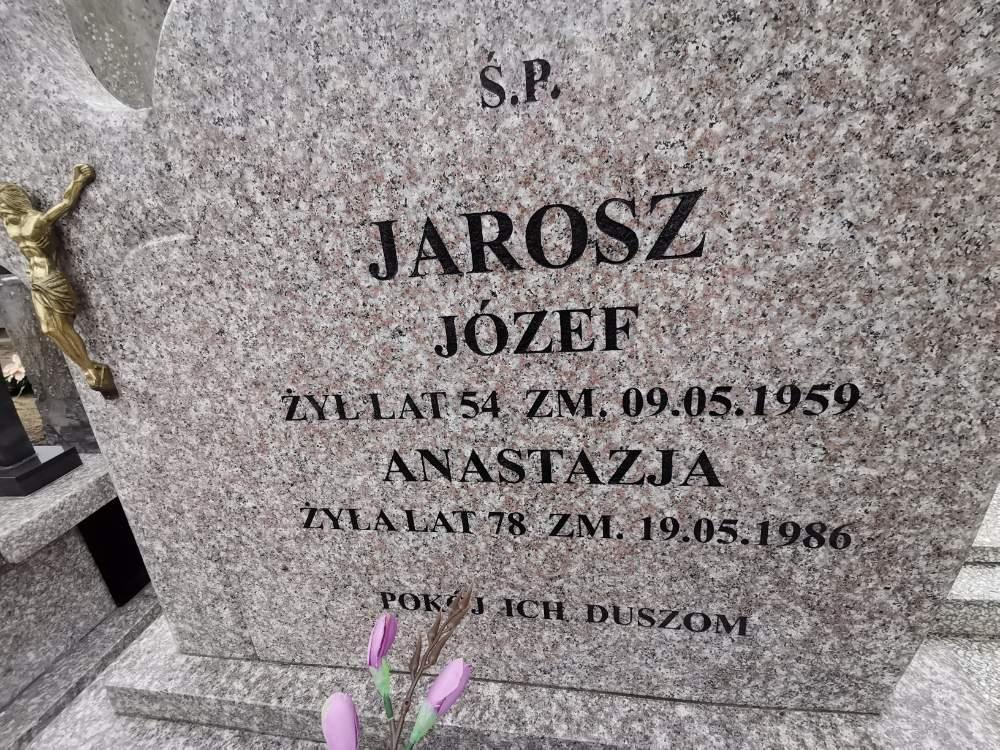 Ś.P.
JAROSZ
JÓZEF
ŻYŁ LAT 54 ZM. 09.05.1959
ANASTAZJA
ŻYŁA LAT 78 ZM. 19.05.1986
POKÓJ ICH DUSZOM